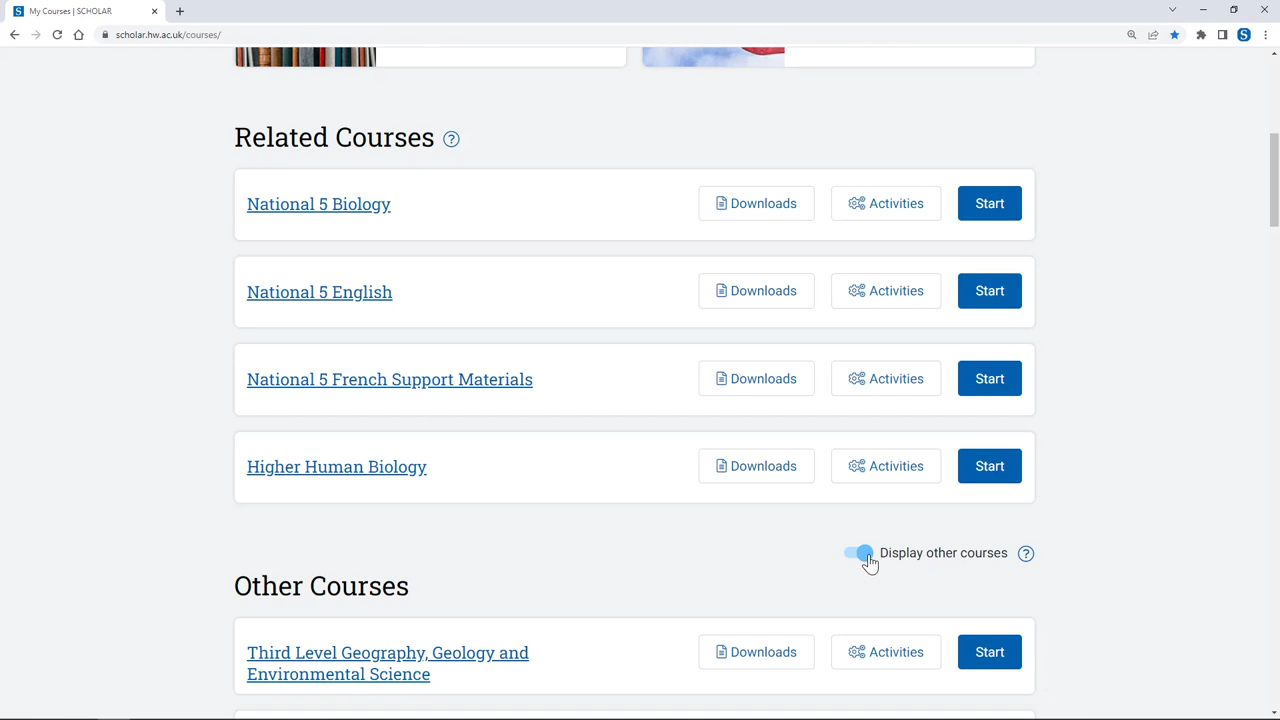 My Courses | SCHOLAR
scholar.hw.ac.uk/courses/
Related Courses ?
National 5 Biology Downloads Activities Start
National 5 English Downloads Activities Start
National 5 French Support Materials Downloads Activities Start
Higher Human Biology Downloads Activities Start
Display other courses ?
Other Courses
Third Level Geography, Geology and Downloads Activities Start
Environmental Science